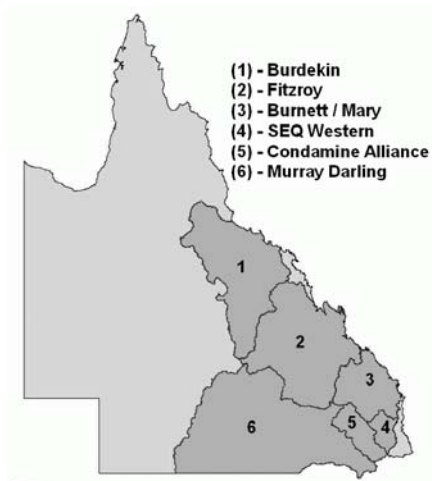 (1) - Burdekin
(2) - Fitzroy
(3) - Burnett / Mary
(4) - SEQ Western
(5) - Condamine Alliance
(6) - Murray Darling
1
2
3
4
5
6